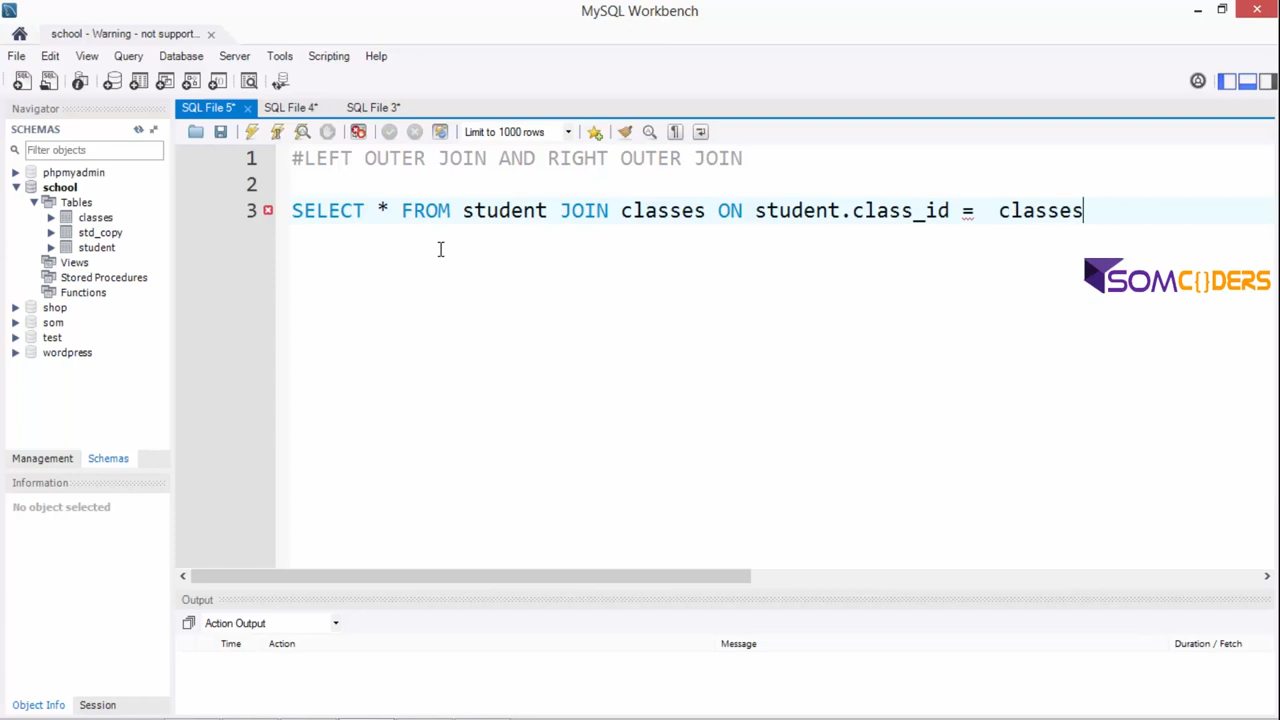 MySQL Workbench
school - Warning - not support...
File Edit View Query Database Server Tools Scripting Help
Navigator
SQL File 5* SQL File 4* SQL File 3*
SCHEMAS
Limit to 1000 rows
Filter objects
phpmyadmin
school
Tables
classes
std_copy
student
Views
Stored Procedures
Functions
shop
som
test
wordpress
1 #LEFT OUTER JOIN AND RIGHT OUTER JOIN
2
3 SELECT * FROM student JOIN classes ON student.class_id =  classes
SOMC{}DERS
Management Schemas
Information
No object selected
Output
Action Output
Time Action Message Duration / Fetch
Object Info Session